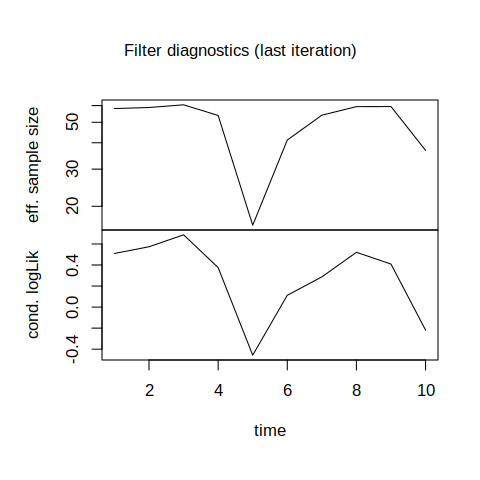 Filter diagnostics (last iteration)
eff. sample size
50
30
20
cond. logLik
0.4
0.0
-0.4
2 4 6 8 10
time